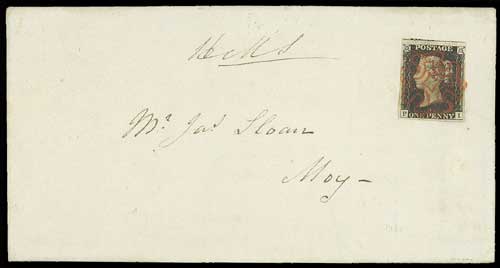 POSTAGE
ONE PENNY
Mr. Jas. Sloan
Moy-